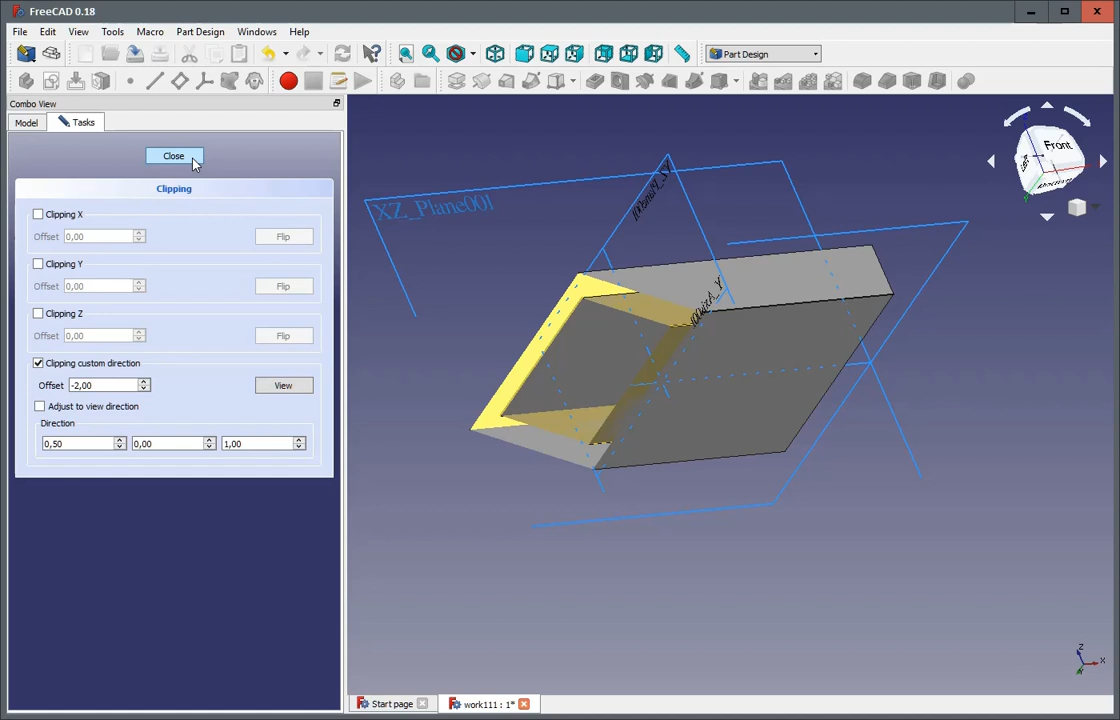 FreeCAD 0.18
File Edit View Tools Macro Part Design Windows Help
Part Design
Combo View
Model Tasks
Close
Clipping
Clipping X
Offset 0,00 Flip
Clipping Y
Offset 0,00 Flip
Clipping Z
Offset 0,00 Flip
Clipping custom direction
Offset -2,00 View
Adjust to view direction
Direction
0,50 0,00 1,00
XZ_Plane001
Front
Z
X
Start page work111 : 1*